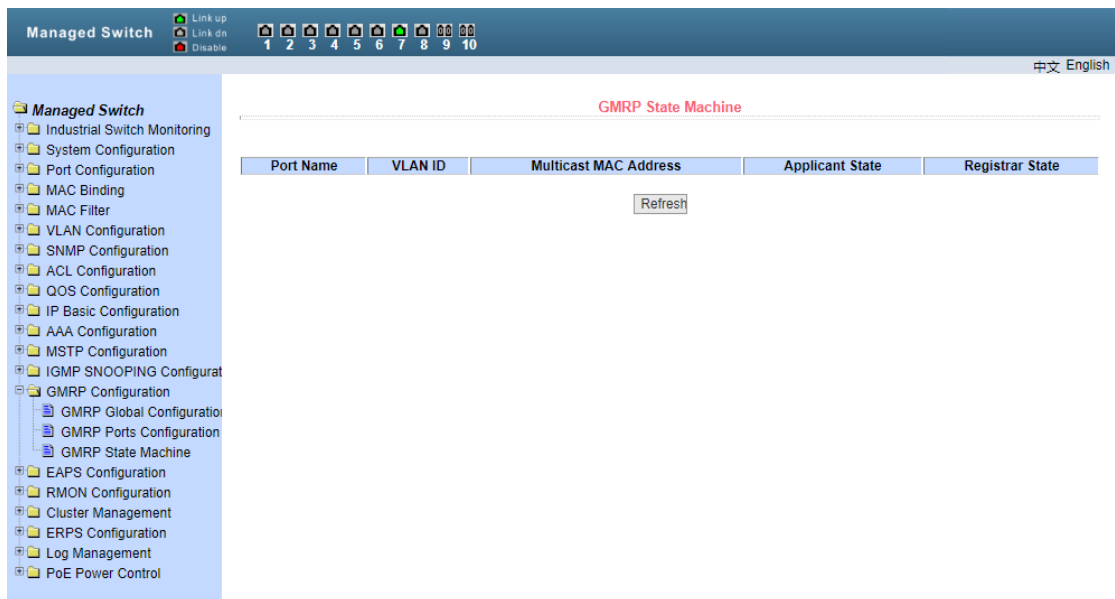 Managed Switch
Link up
Link dn
Disable
1 2 3 4 5 6 7 8 9 10
中文 English
Managed Switch
Industrial Switch Monitoring
System Configuration
Port Configuration
MAC Binding
MAC Filter
VLAN Configuration
SNMP Configuration
ACL Configuration
QOS Configuration
IP Basic Configuration
AAA Configuration
MSTP Configuration
IGMP SNOOPING Configurat
GMRP Configuration
GMRP Global Configuratio
GMRP Ports Configuration
GMRP State Machine
EAPS Configuration
RMON Configuration
Cluster Management
ERPS Configuration
Log Management
PoE Power Control
GMRP State Machine
Port Name VLAN ID Multicast MAC Address Applicant State Registrar State
Refresh